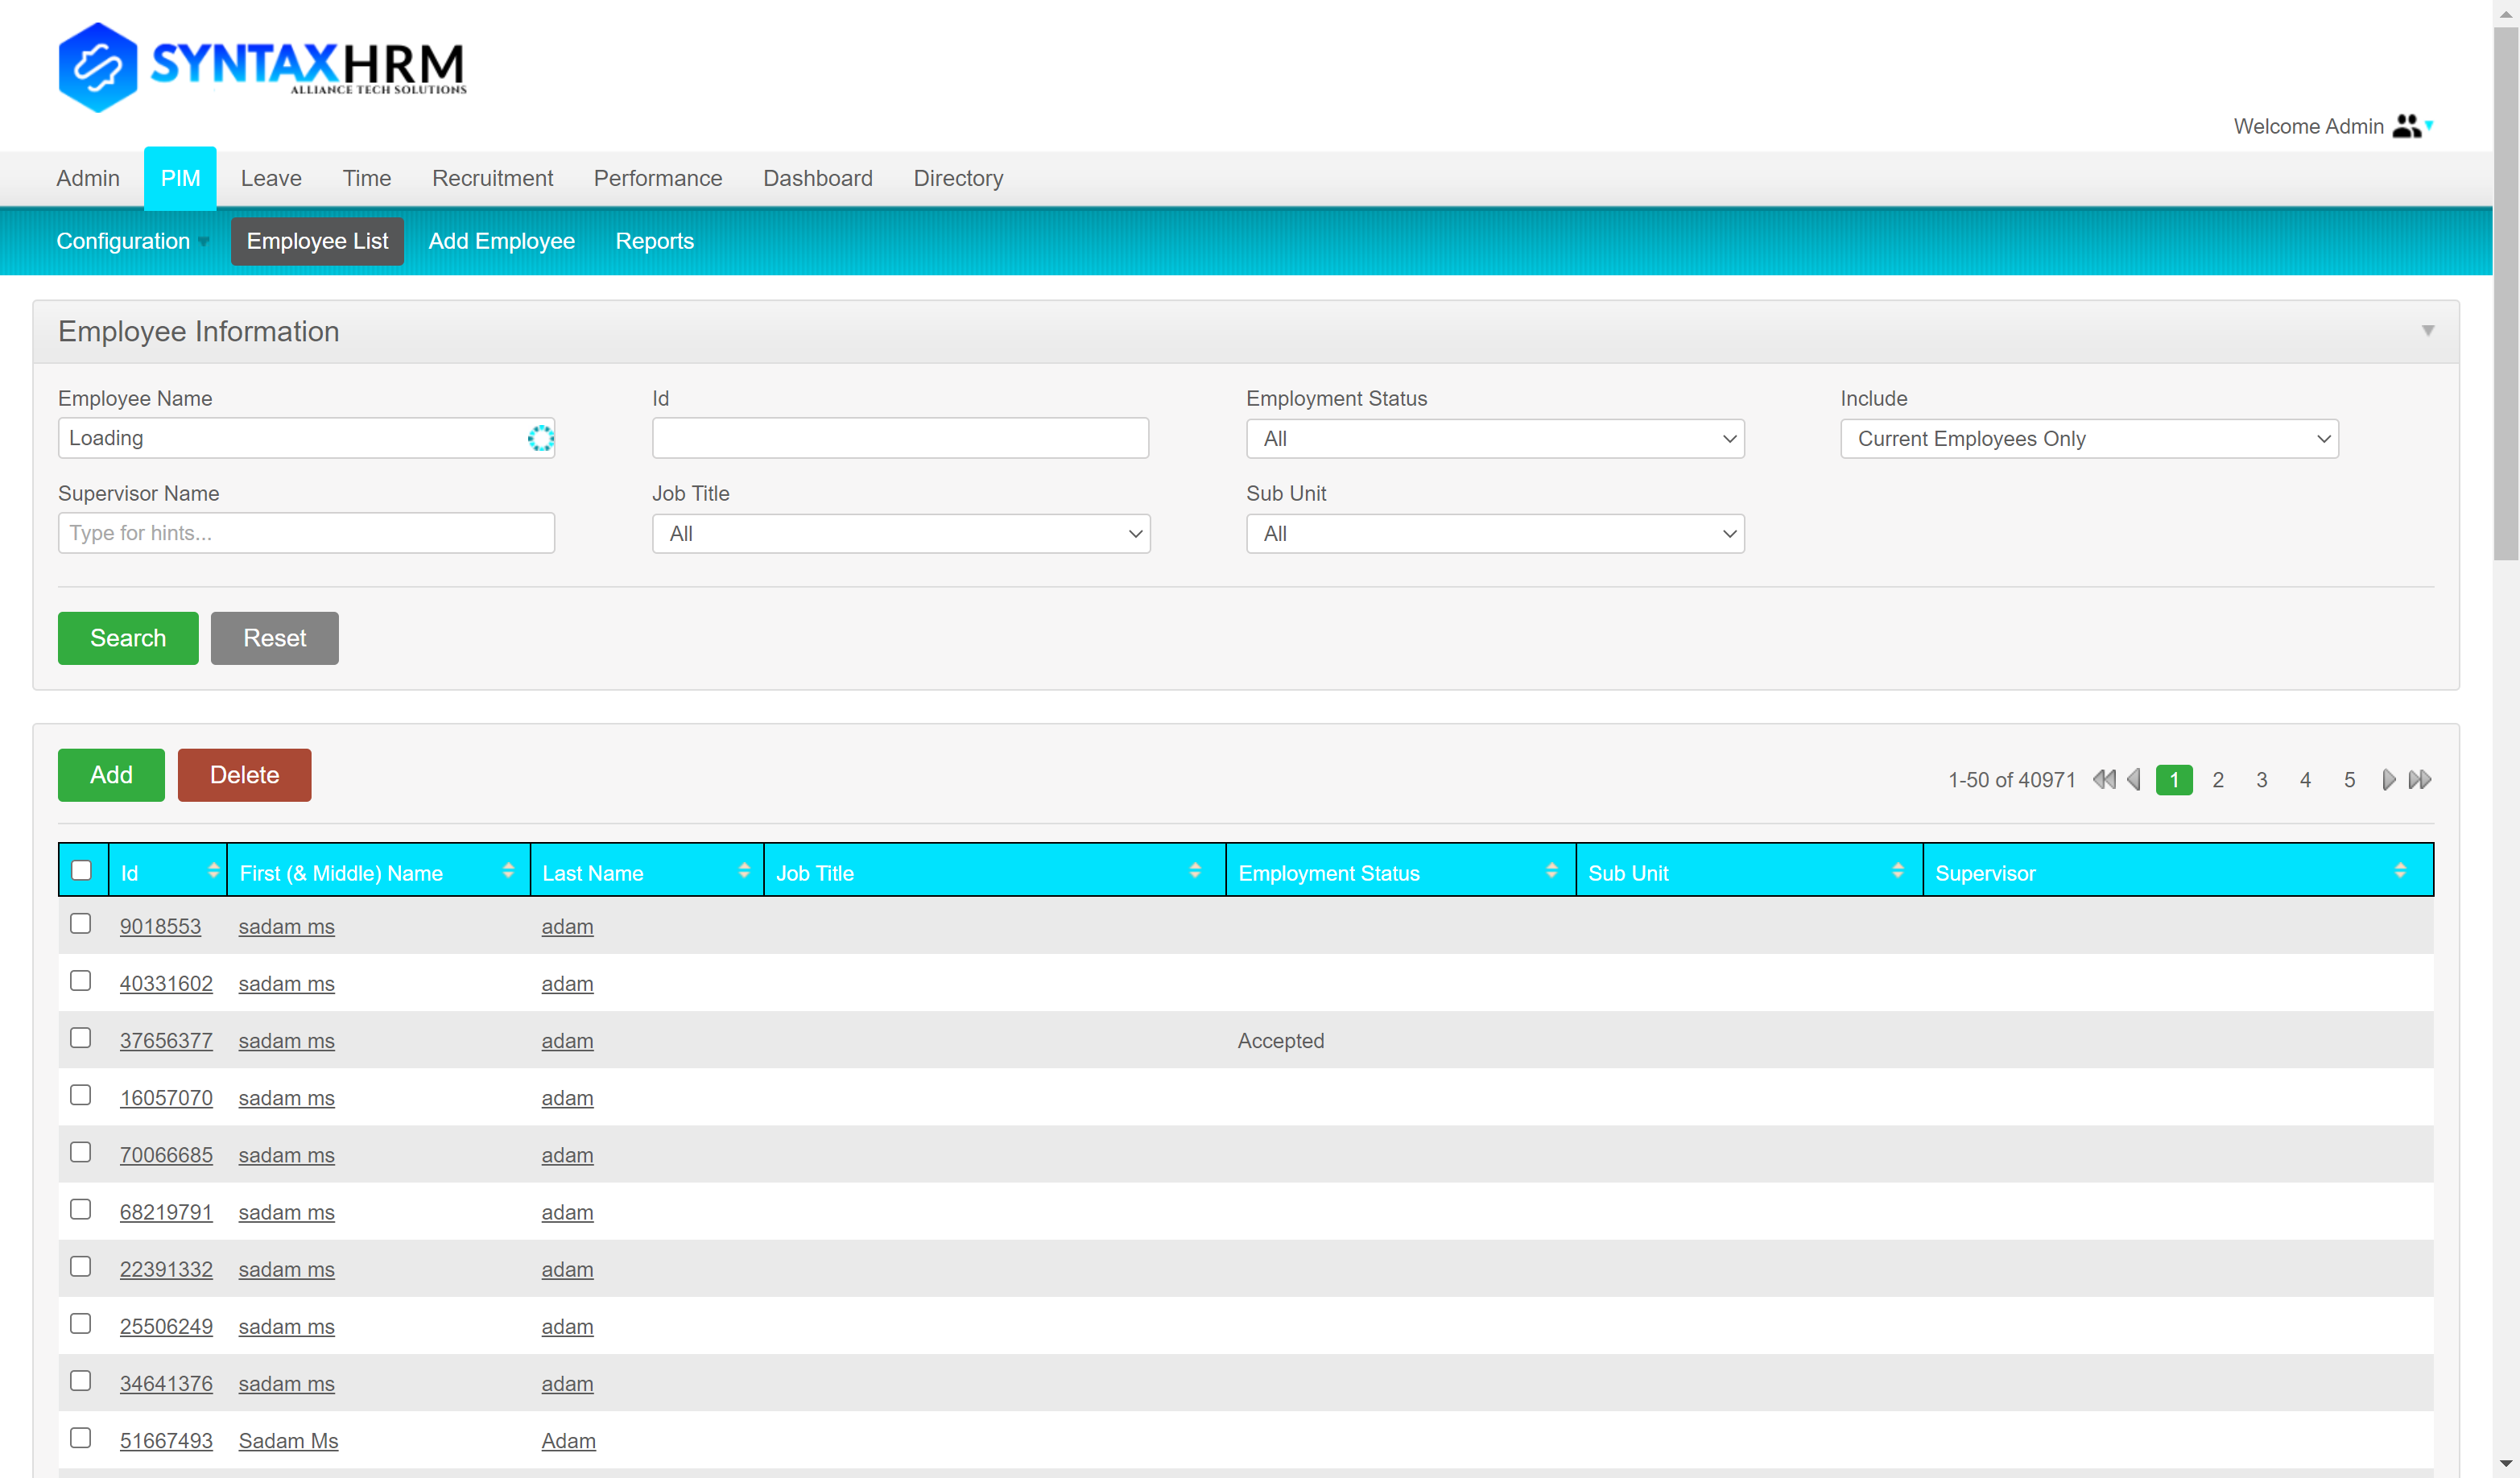 SYNTAXHRM
ALLIANCE TECH SOLUTIONS
Welcome Admin
Admin PIM Leave Time Recruitment Performance Dashboard Directory
Configuration Employee List Add Employee Reports
Employee Information
Employee Name Id Employment Status Include
Loading All Current Employees Only
Supervisor Name Job Title Sub Unit
Type for hints... All All
Search Reset
Add Delete 1-50 of 40971 1 2 3 4 5
Id First (& Middle) Name Last Name Job Title Employment Status Sub Unit Supervisor
9018553 sadam ms adam
40331602 sadam ms adam
37656377 sadam ms adam Accepted
16057070 sadam ms adam
70066685 sadam ms adam
68219791 sadam ms adam
22391332 sadam ms adam
25506249 sadam ms adam
34641376 sadam ms adam
51667493 Sadam Ms Adam